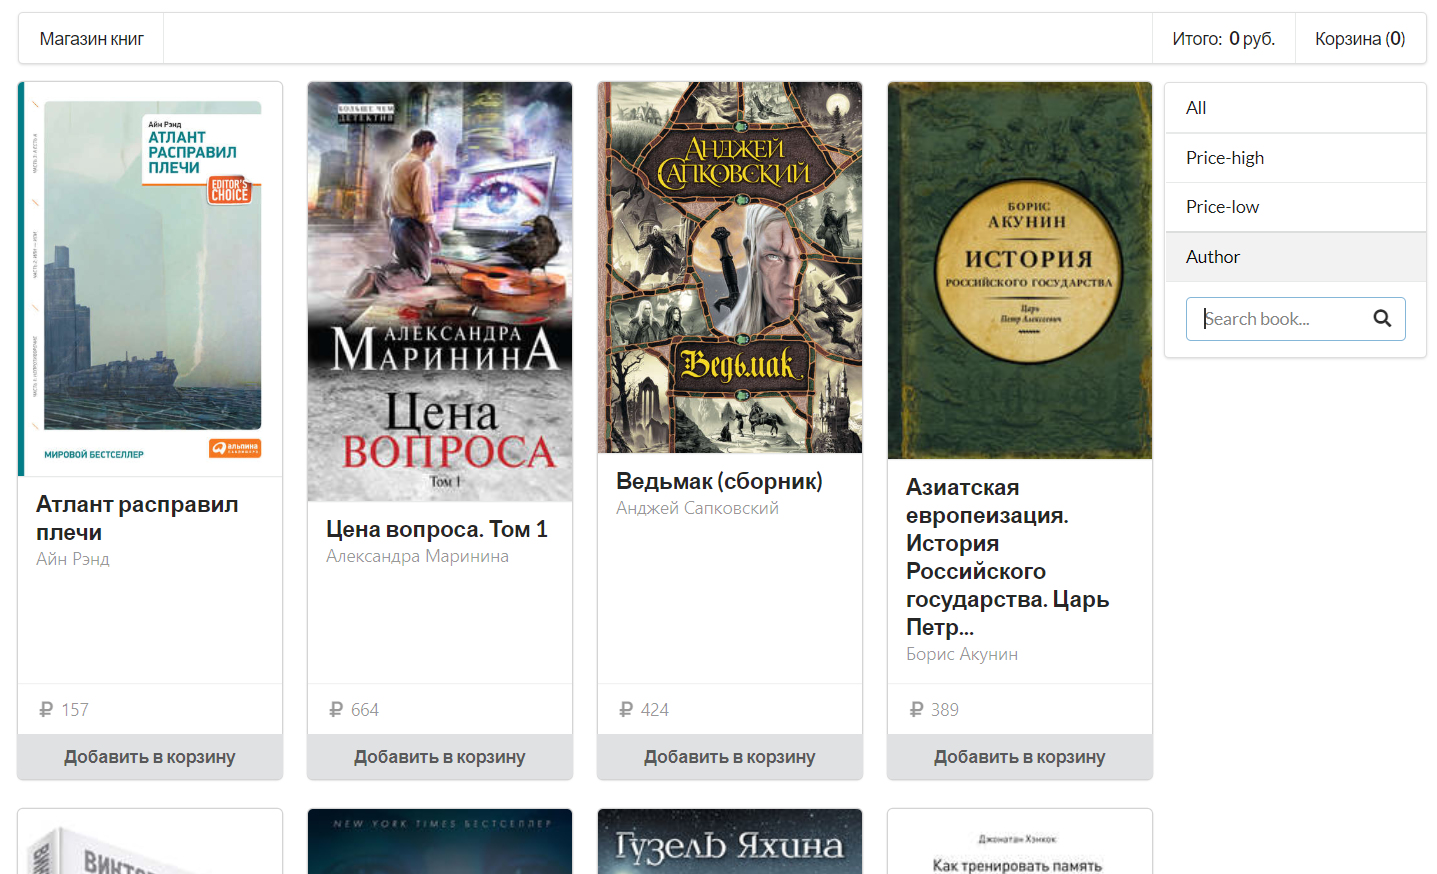 Магазин книг
Итого: 0 руб.
Корзина (0)
Айн Рэнд
АТЛАНТ
РАСПРАВИЛ
ПЛЕЧИ
EDITOR'S
CHOICE
МИРОВОЙ БЕСТСЕЛЛЕР
альпина
Атлант расправил
плечи
Айн Рэнд
₽ 157
Добавить в корзину
БОЛЬШЕ ЧЕМ
ДЕТЕКТИВ
АЛЕКСАНДРА
МАРИНИНА
Цена
ВОПРОСА
Том 1
Цена вопроса. Том 1
Александра Маринина
₽ 664
Добавить в корзину
АНДЖЕЙ
САПКОВСКИЙ
Ведьмак
Ведьмак (сборник)
Анджей Сапковский
₽ 424
Добавить в корзину
БОРИС
АКУНИН
ИСТОРИЯ
РОССИЙСКОГО ГОСУДАРСТВА
Царь
Петр Алексеевич
Азиатская
европеизация.
История
Российского
государства. Царь
Петр...
Борис Акунин
₽ 389
Добавить в корзину
All
Price-high
Price-low
Author
Search book...
NEW YORK TIMES БЕСТСЕЛЛЕР
ГУЗЕЛЬ ЯХИНА
Джонатан Хэнкок
Как тренировать память